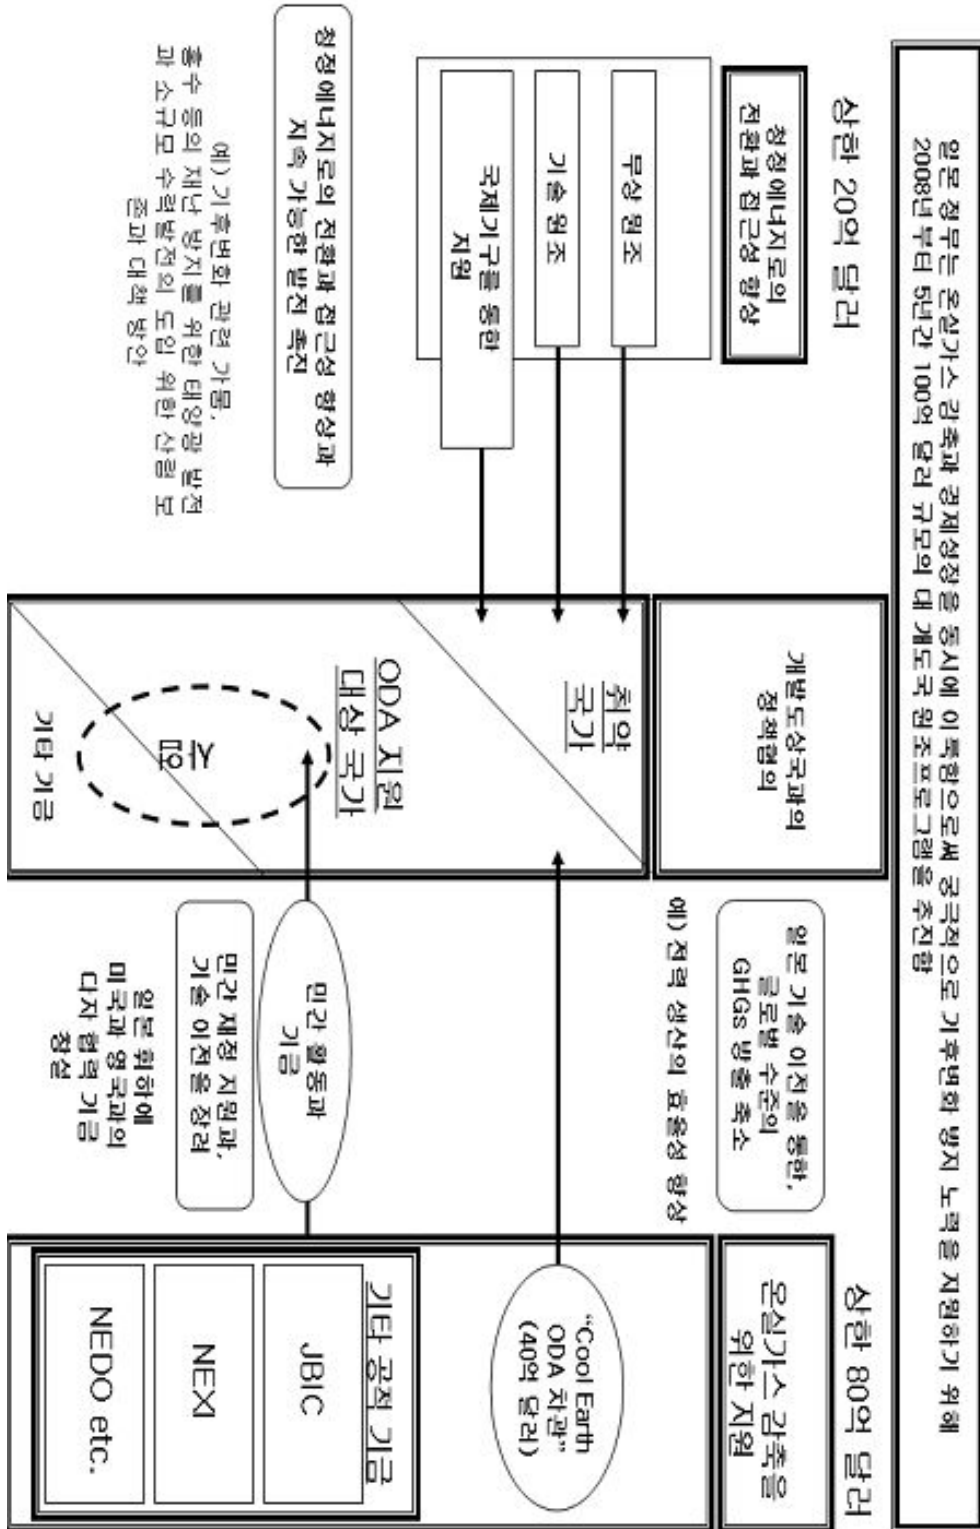 일본 정부는 온실가스 감축과 경제성장을 동시에 이룩함으로써 궁극적으로 기후변화 방지 노력을 지원하기 위해
2008년부터 5년간 100억 달러 규모의 대 개도국 원조프로그램을 추진함
상한 20억 달러
청정에너지로의
전환과 접근성 향상
무상 원조
기술 원조
국제기구를 통한
지원
청정에너지로의 전환과 접근성 향상과
지속 가능한 발전 촉진
예) 기후변화 관련 가뭄,
홍수 등의 재난 방지를 위한 태양광 발전
과 소규모 수력발전의 도입 위한 산림 보
존과 대책 방안
개발도상국과의
정책협의
취약
국가
ODA 지원
대상 국가
사업
기타 기금
일본 기술 이전을 통한,
글로벌 수준의
GHGs 방출 축소
예) 전력 생산의 효율성 향상
민간 활동과
기금
민간 재정 지원과,
기술 이전을 장려
일본 휘하에
미국과 영국과의
다자 협력 기금
창설
상한 80억 달러
온실가스 감축을
위한 지원
“Cool Earth
ODA 차관”
(40억 달러)
기타 공적 기금
JBIC
NEXI
NEDO etc.